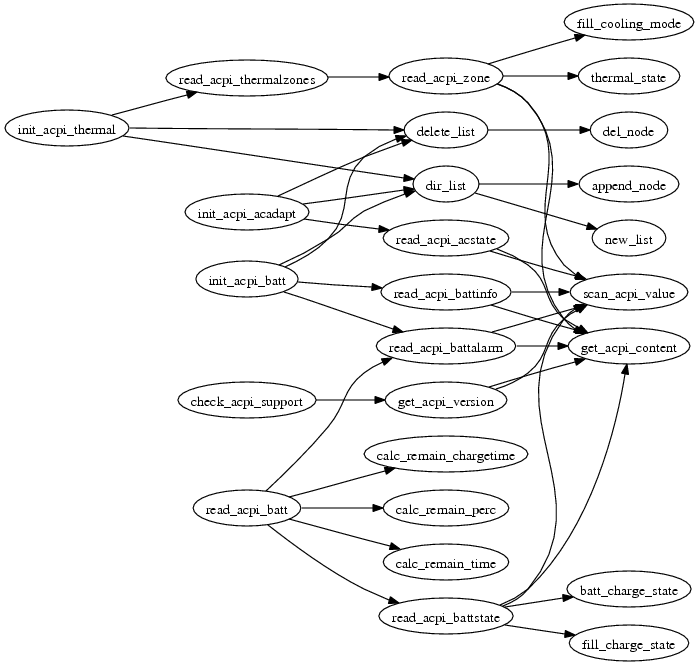 fill_cooling_mode
read_acpi_thermalzones
read_acpi_zone
thermal_state
init_acpi_thermal
delete_list
del_node
dir_list
append_node
init_acpi_acadapt
read_acpi_acstate
new_list
init_acpi_batt
read_acpi_battinfo
scan_acpi_value
read_acpi_battalarm
get_acpi_content
check_acpi_support
get_acpi_version
calc_remain_chargetime
read_acpi_batt
calc_remain_perc
calc_remain_time
batt_charge_state
read_acpi_battstate
fill_charge_state